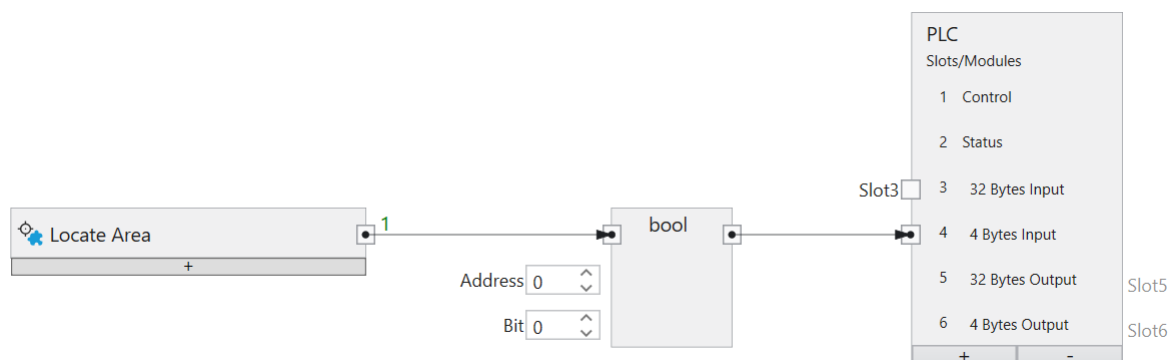 PLC
Slots/Modules
1 Control
2 Status
Slot3 3 32 Bytes Input
Locate Area 1 bool 4 4 Bytes Input
+
Address 0
5 32 Bytes Output Slot5
Bit 0
6 4 Bytes Output Slot6
+ -